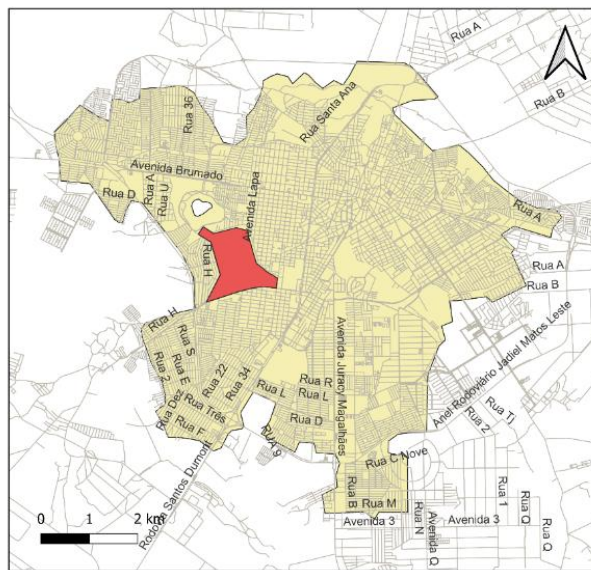 Rua A
Rua B
Rua 36
Rua Santa Ana
Avenida Brumado
Avenida Lapa
Rua D
Rua A
Rua U
Rua A
Rua H
Rua A
Rua B
Rua H
Rua S
Rua 2
Rua E
Rua 22
Rua 34
Rua Dez
Rua Três
Rua F
Rua L
Rua R
Rua L
Rua D
Avenida Juracy Magalhães
Anel Rodoviário Jadiel Matos Leste
Rua Tj
Rua 2
RUA 9
Rua C Nove
Rua B
Rua M
Rua 1
Rua Q
Rua Q
Rua N
Avenida Q
Avenida 3
Avenida 3
Santos Dumont
0 1 2 km